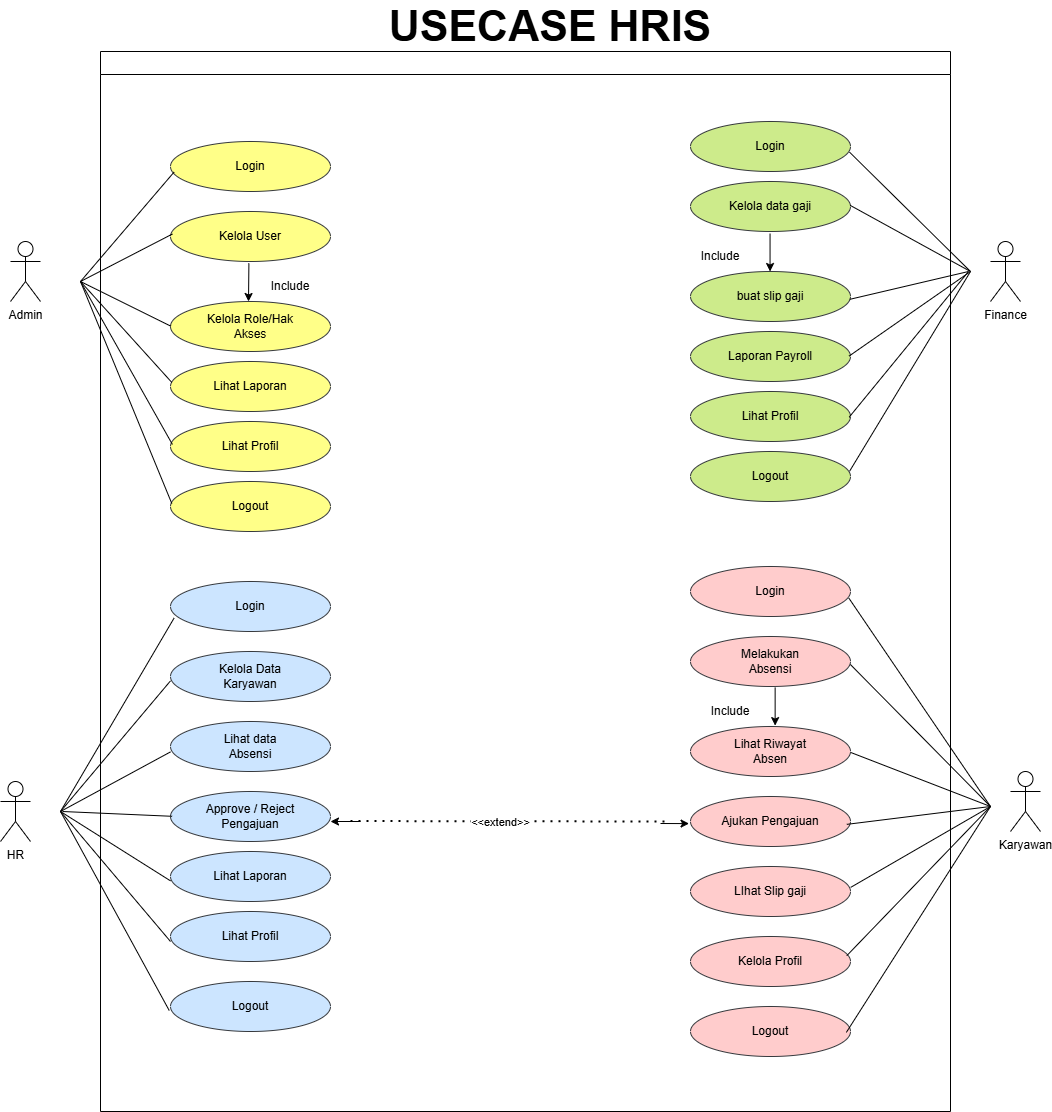 USECASE HRIS
Login
Kelola User
Include
Kelola Role/Hak
Akses
Lihat Laporan
Lihat Profil
Logout
Admin
Login
Kelola data gaji
Include
buat slip gaji
Laporan Payroll
Lihat Profil
Logout
Finance
Login
Kelola Data
Karyawan
Lihat data
Absensi
Approve / Reject
Pengajuan
Lihat Laporan
Lihat Profil
Logout
HR
<<extend>>
Login
Melakukan
Absensi
Include
Lihat Riwayat
Absen
Ajukan Pengajuan
LIhat Slip gaji
Kelola Profil
Logout
Karyawan